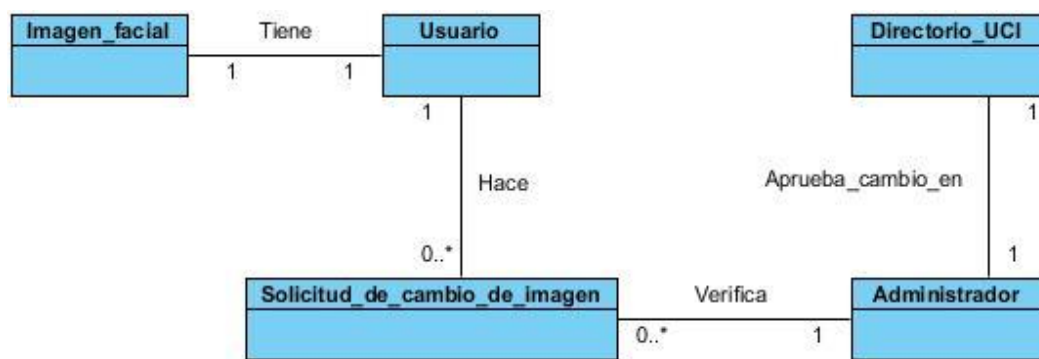 Imagen_facial
Tiene
Usuario
Directorio_UCI
1
1
1
1
Hace
Aprueba_cambio_en
0..*
1
Solicitud_de_cambio_de_imagen
Verifica
Administrador
0..*
1